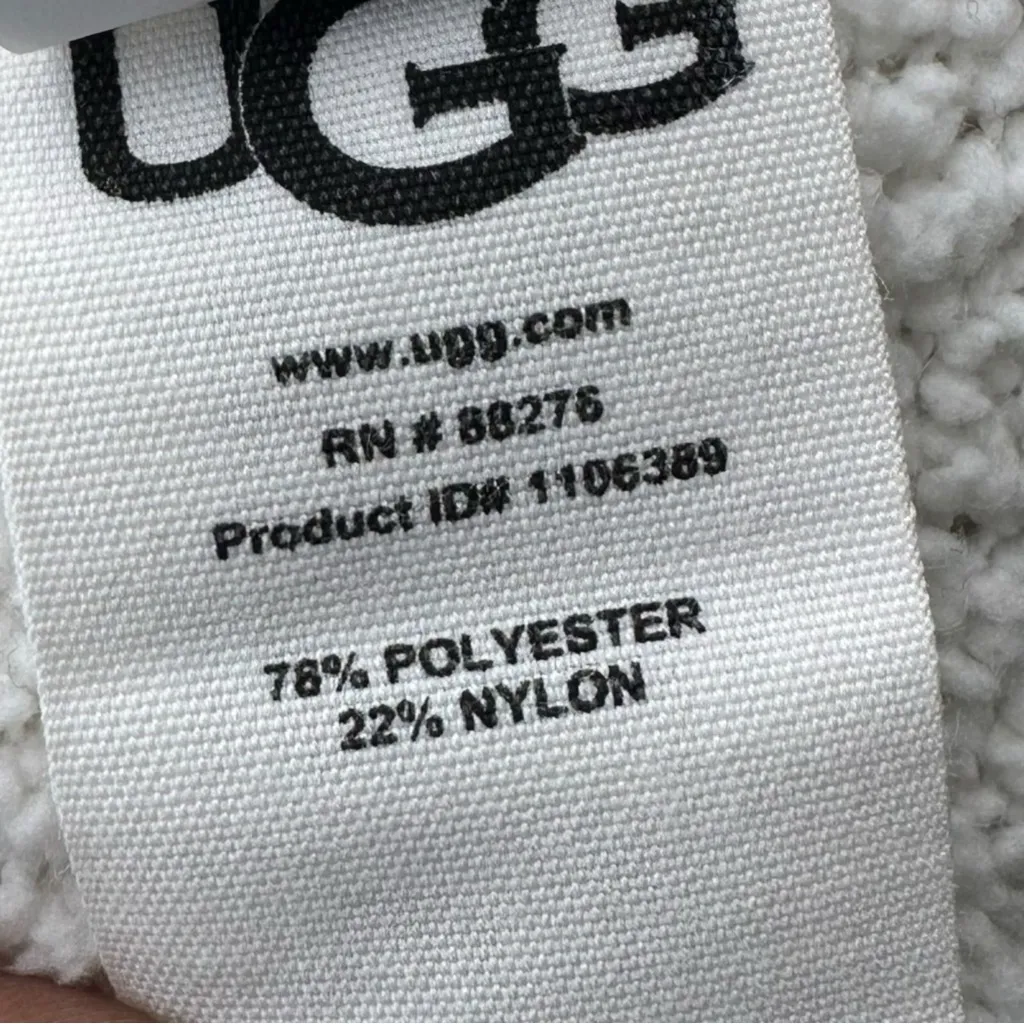 UGG
www.ugg.com
RN # 88276
Product ID# 1106389
78% POLYESTER
22% NYLON